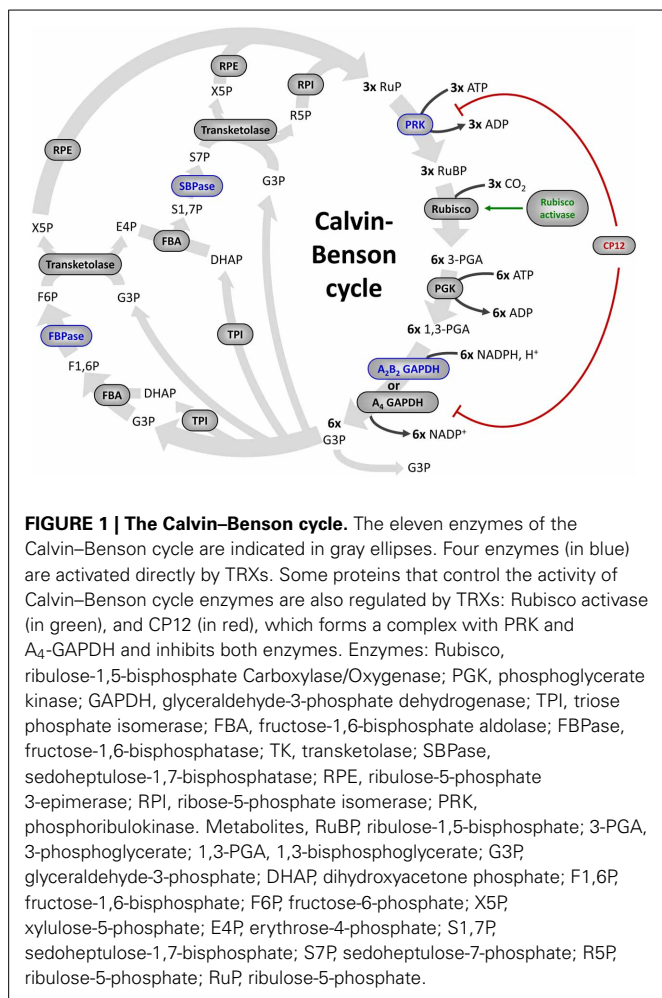 RPE
X5P
RPI
R5P
3x RuP
3x ATP
PRK
3x ADP
RPE
Transketolase
S7P
SBPase
G3P
S1,7P
3x RuBP
3x CO₂
Rubisco
Rubisco
activase
Calvin-
Benson
cycle
X5P
E4P
FBA
DHAP
CP12
Transketolase
6x 3-PGA
6x ATP
PGK
6x ADP
F6P
G3P
6x 1,3-PGA
FBPase
TPI
6x NADPH, H⁺
F1,6P
A₂B₂ GAPDH
or
A₄ GAPDH
FBA
DHAP
G3P
TPI
6x
G3P
6x NADP⁺
G3P
FIGURE 1 | The Calvin–Benson cycle. The eleven enzymes of the
Calvin–Benson cycle are indicated in gray ellipses. Four enzymes (in blue)
are activated directly by TRXs. Some proteins that control the activity of
Calvin–Benson cycle enzymes are also regulated by TRXs: Rubisco activase
(in green), and CP12 (in red), which forms a complex with PRK and
A₄-GAPDH and inhibits both enzymes. Enzymes: Rubisco,
ribulose-1,5-bisphosphate Carboxylase/Oxygenase; PGK, phosphoglycerate
kinase; GAPDH, glyceraldehyde-3-phosphate dehydrogenase; TPI, triose
phosphate isomerase; FBA, fructose-1,6-bisphosphate aldolase; FBPase,
fructose-1,6-bisphosphatase; TK, transketolase; SBPase,
sedoheptulose-1,7-bisphosphatase; RPE, ribulose-5-phosphate
3-epimerase; RPI, ribose-5-phosphate isomerase; PRK,
phosphoribulokinase. Metabolites, RuBP, ribulose-1,5-bisphosphate; 3-PGA,
3-phosphoglycerate; 1,3-PGA, 1,3-bisphosphoglycerate; G3P,
glyceraldehyde-3-phosphate; DHAP, dihydroxyacetone phosphate; F1,6P,
fructose-1,6-bisphosphate; F6P, fructose-6-phosphate; X5P,
xylulose-5-phosphate; E4P, erythrose-4-phosphate; S1,7P,
sedoheptulose-1,7-bisphosphate; S7P, sedoheptulose-7-phosphate; R5P,
ribulose-5-phosphate; RuP, ribulose-5-phosphate.